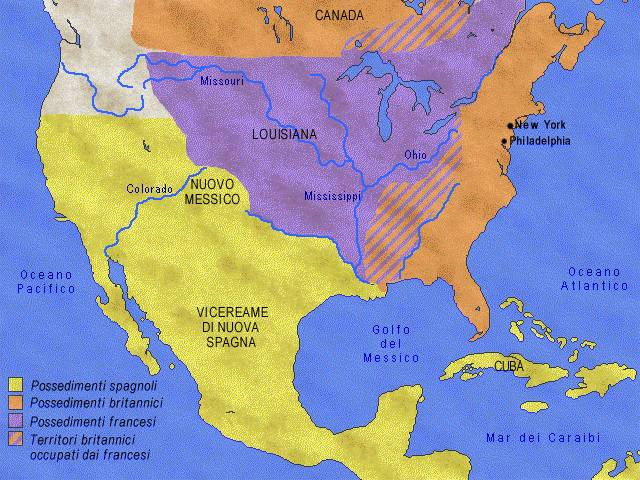 CANADA
Missouri
LOUISIANA
New York
Philadelphia
Ohio
Colorado
NUOVO
MESSICO
Mississippi
Oceano
Pacifico
Oceano
Atlantico
VICEREAME
DI NUOVA
SPAGNA
Golfo
del
Messico
CUBA
Mar dei Caraibi
Possedimenti spagnoli
Possedimenti britannici
Possedimenti francesi
Territori britannici
occupati dai francesi